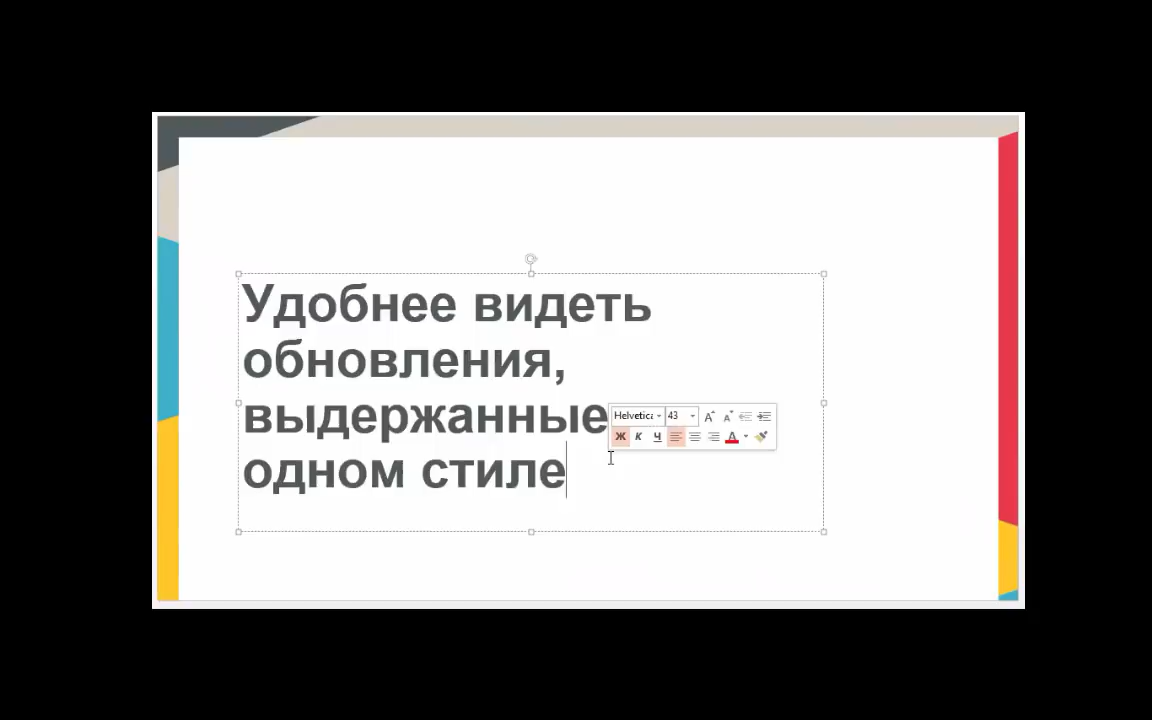 Удобнее видеть
обновления,
выдержанные
одном стиле
Helvetica 43
Ж К Ч А